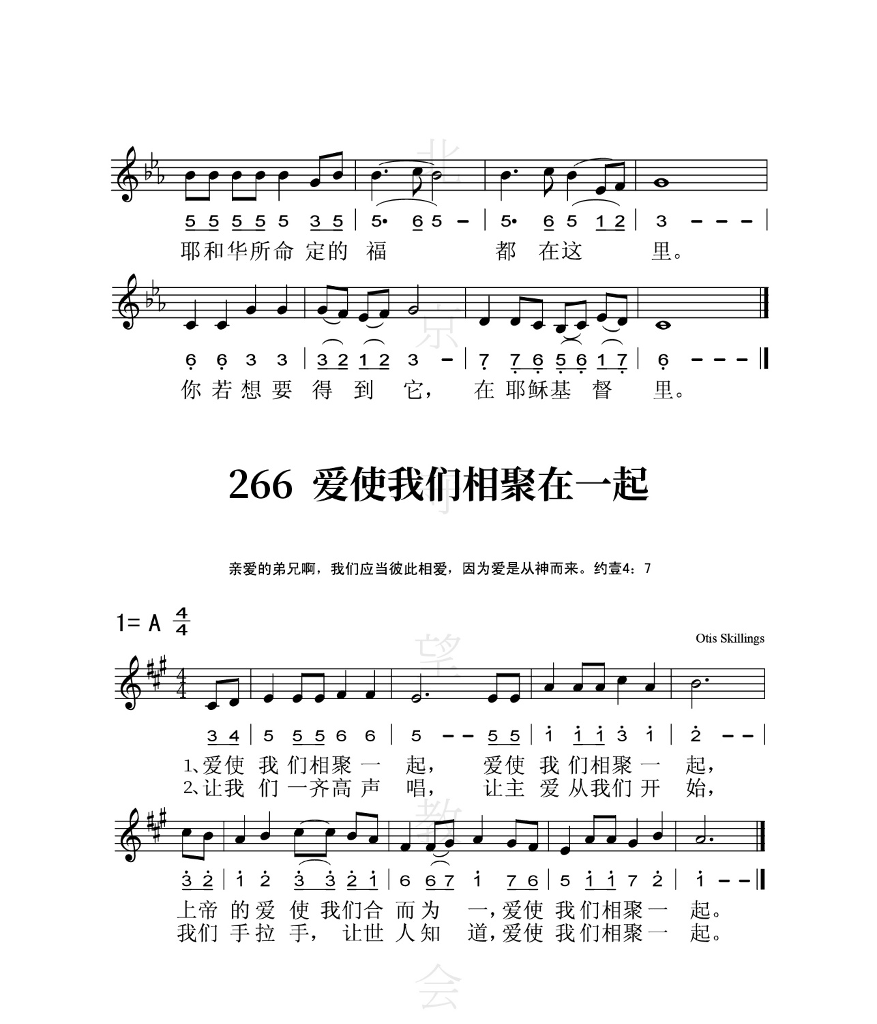 5 5 5 5 5 3 5 | 5• 6 5 – | 5• 6 5 1 2 | 3 – – – |
耶和华所命定的福 都 在这 里。
6 6 3 3 | 3 2 1 2 3 – | 7 7 6 5 6 1 7 | 6 – – –
你 若 想 要 得 到 它， 在 耶稣基 督 里。
266 爱使我们相聚在一起
亲爱的弟兄啊，我们应当彼此相爱，因为爱是从神而来。约壹4：7
1= A 4/4
Otis Skillings
4/4
3 4 | 5 5 5 6 6 | 5 – – 5 5 | 1 1 1 3 1 | 2 – – |
1、爱使 我 们相聚 一 起， 爱使 我 们相聚 一 起，
2、让我 们 一齐高 声 唱， 让主 爱 从我们 开 始，
3 2 | 1 2 3 3 2 1 | 6 6 7 1 7 6 | 5 1 1 7 2 | 1 – –
上帝 的 爱 使 我们合 而为 一，爱使 我们相聚 一 起。
我们 手 拉 手， 让世 人 知 道，爱使 我们相聚 一 起。
北京守望教会